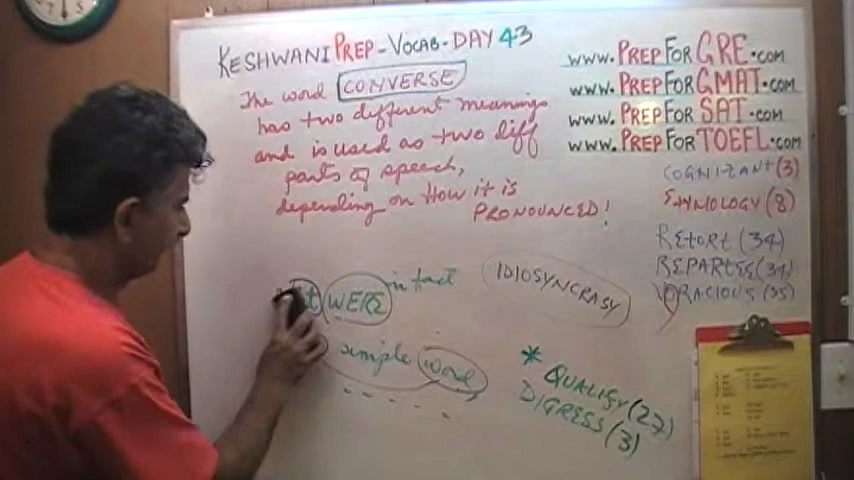 KESHWANI PREP-VOCAB-DAY 43
The word CONVERSE
has two different meanings
and is used as two diff
parts of speech,
depending on How it is
PRONOUNCED!
www.PREPFORGRE.com
www.PREPFORGMAT.com
www.PREPFORSAT.com
www.PREPFORTOEFL.com
COGNIZANT (3)
ETYMOLOGY (8)
RETORT (34)
REPARTEE (34)
VORACIOUS (35)
WERE in fact
IDIOSYNCRASY
simple word
* QUALIFY (27)
DIGRESS (3)